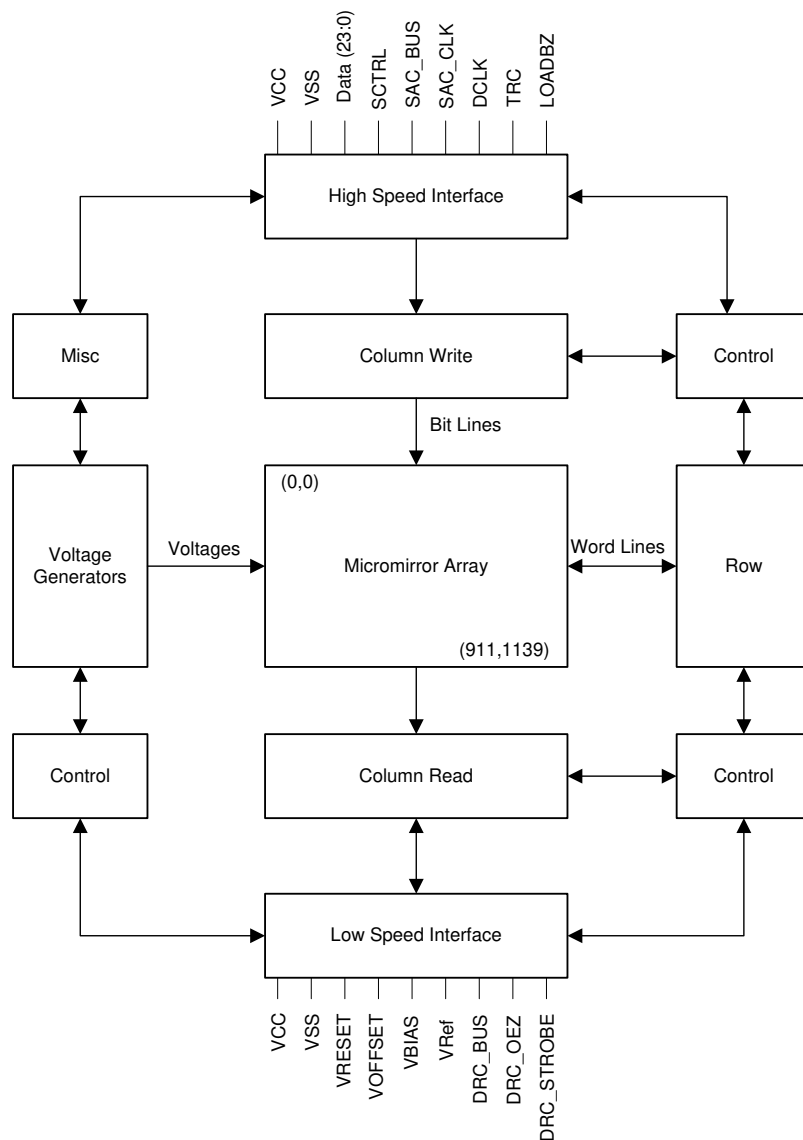 VCC
VSS
Data (23:0)
SCTRL
SAC_BUS
SAC_CLK
DCLK
TRC
LOADBZ
High Speed Interface
Misc
Column Write
Control
Bit Lines
(0,0)
Voltage
Generators
Voltages
Micromirror Array
Word Lines
Row
(911,1139)
Control
Column Read
Control
Low Speed Interface
VCC
VSS
VRESET
VOFFSET
VBIAS
VRef
DRC_BUS
DRC_OEZ
DRC_STROBE